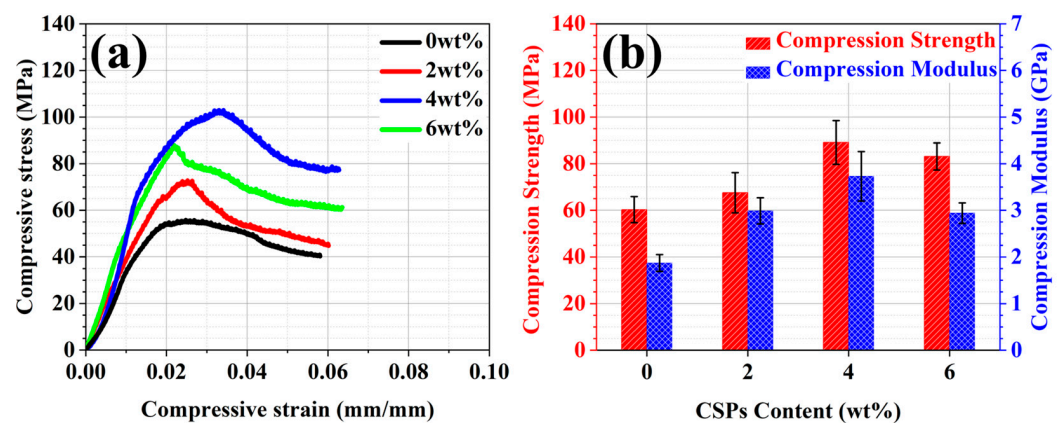 (a)
Compressive stress (MPa)
140
120
100
80
60
40
20
0
0wt%
2wt%
4wt%
6wt%
0.00
0.02
0.04
0.06
0.08
0.10
Compressive strain (mm/mm)
(b)
Compression Strength (MPa)
140
120
100
80
60
40
20
0
Compression Strength
Compression Modulus
0
2
4
6
CSPs Content (wt%)
7
6
5
4
3
2
1
0
Compression Modulus (GPa)